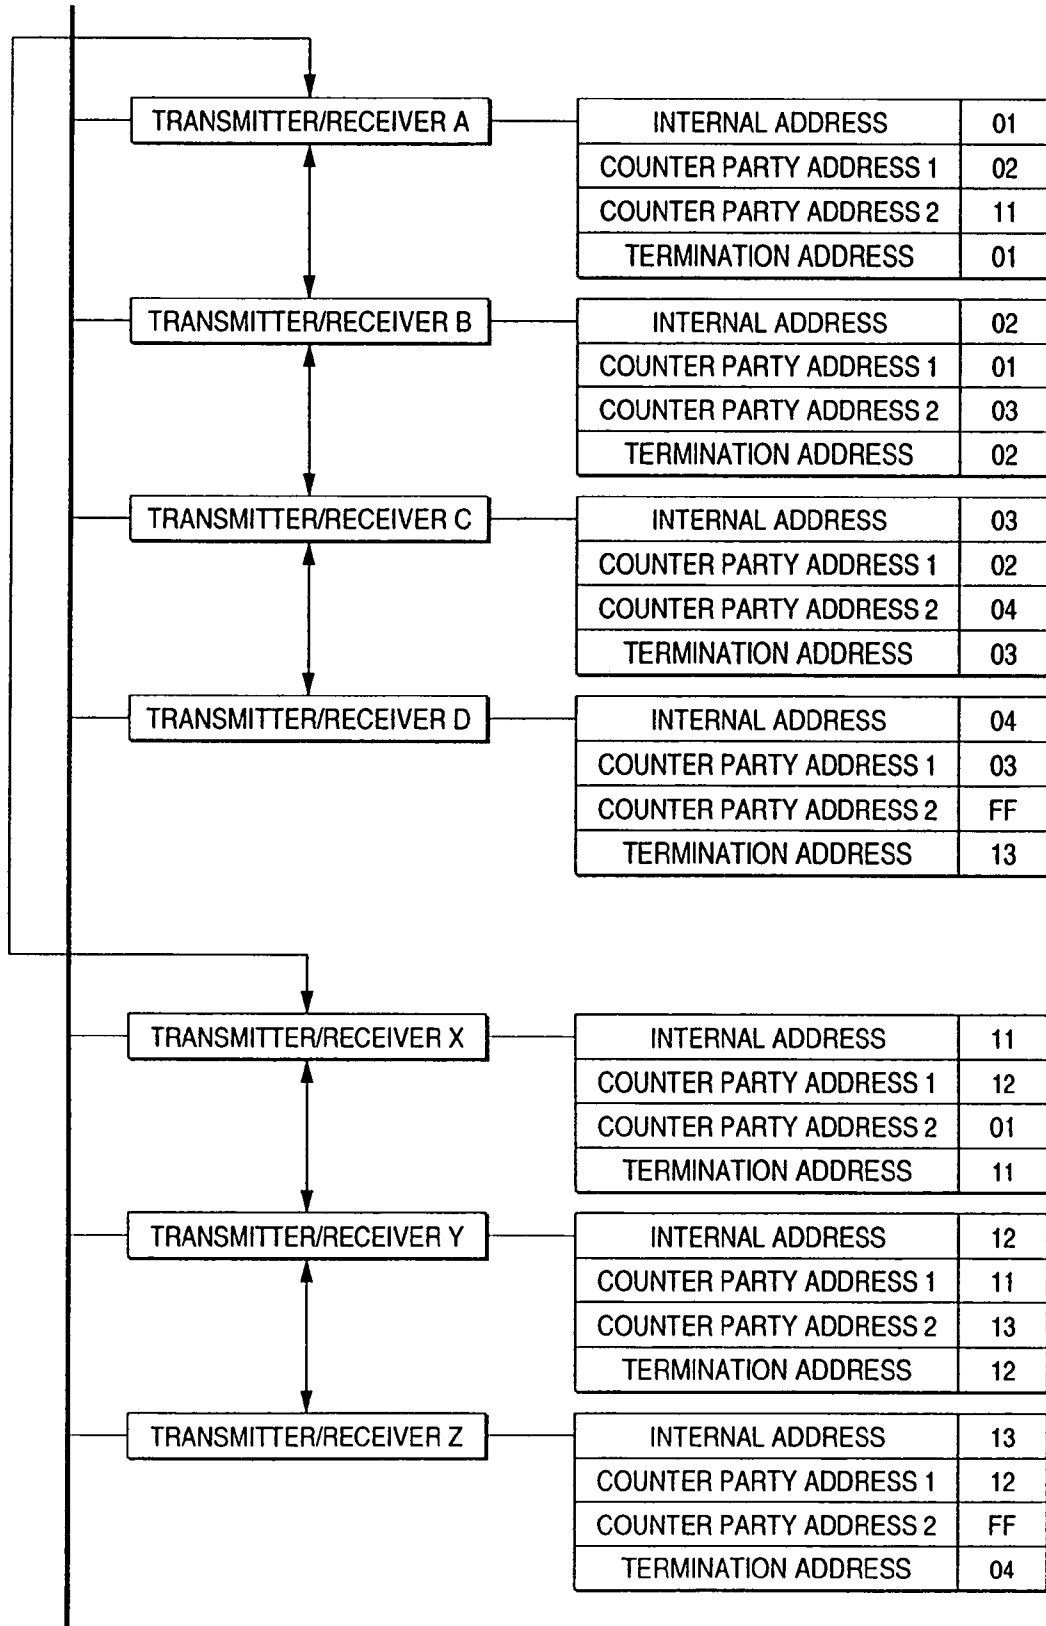 TRANSMITTER/RECEIVER A
INTERNAL ADDRESS 01
COUNTER PARTY ADDRESS 1 02
COUNTER PARTY ADDRESS 2 11
TERMINATION ADDRESS 01
TRANSMITTER/RECEIVER B
INTERNAL ADDRESS 02
COUNTER PARTY ADDRESS 1 01
COUNTER PARTY ADDRESS 2 03
TERMINATION ADDRESS 02
TRANSMITTER/RECEIVER C
INTERNAL ADDRESS 03
COUNTER PARTY ADDRESS 1 02
COUNTER PARTY ADDRESS 2 04
TERMINATION ADDRESS 03
TRANSMITTER/RECEIVER D
INTERNAL ADDRESS 04
COUNTER PARTY ADDRESS 1 03
COUNTER PARTY ADDRESS 2 FF
TERMINATION ADDRESS 13
TRANSMITTER/RECEIVER X
INTERNAL ADDRESS 11
COUNTER PARTY ADDRESS 1 12
COUNTER PARTY ADDRESS 2 01
TERMINATION ADDRESS 11
TRANSMITTER/RECEIVER Y
INTERNAL ADDRESS 12
COUNTER PARTY ADDRESS 1 11
COUNTER PARTY ADDRESS 2 13
TERMINATION ADDRESS 12
TRANSMITTER/RECEIVER Z
INTERNAL ADDRESS 13
COUNTER PARTY ADDRESS 1 12
COUNTER PARTY ADDRESS 2 FF
TERMINATION ADDRESS 04